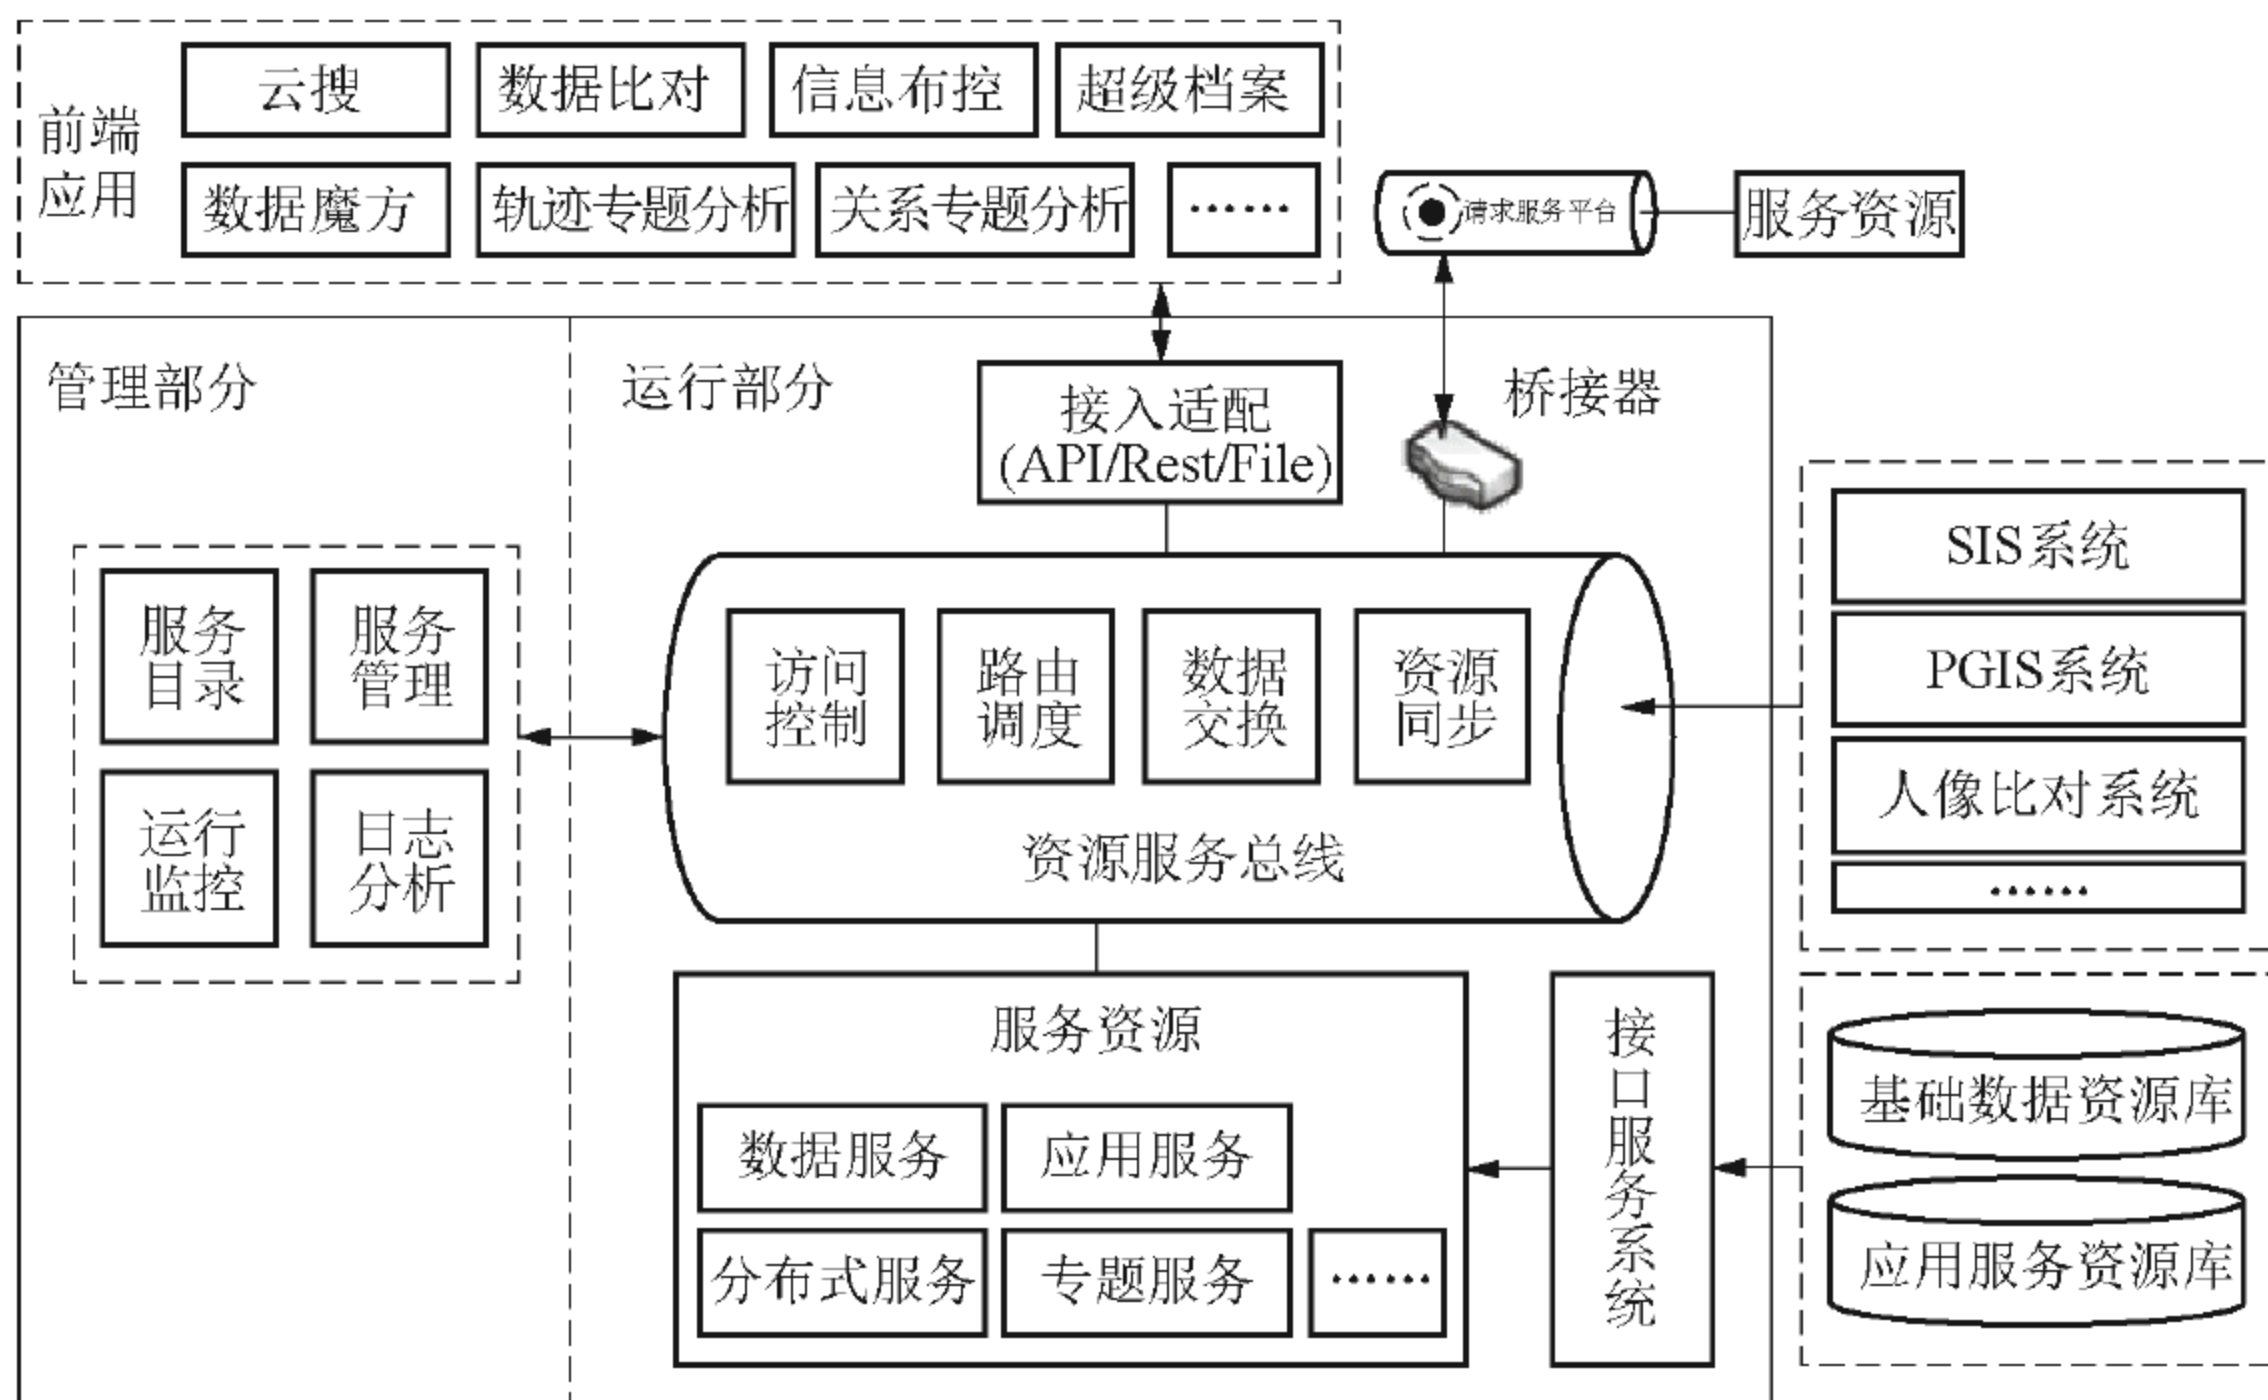 前端
应用
云搜
数据比对
信息布控
超级档案
数据魔方
轨迹专题分析
关系专题分析
……
请求服务平台
服务资源
管理部分
运行部分
接入适配
(API/Rest/File)
桥接器
服务
目录
服务
管理
运行
监控
日志
分析
访问
控制
路由
调度
数据
交换
资源
同步
资源服务总线
SIS系统
PGIS系统
人像比对系统
……
服务资源
数据服务
应用服务
分布式服务
专题服务
……
接口服务系统
基础数据资源库
应用服务资源库